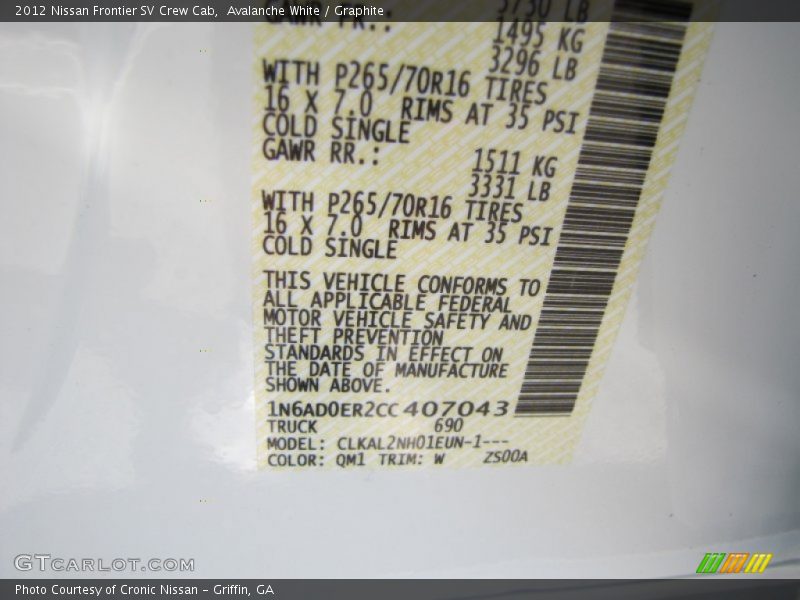 2012 Nissan Frontier SV Crew Cab,  Avalanche White / Graphite
GAWR FR.: 5730 LB
1495 KG
3296 LB
WITH P265/70R16 TIRES
16 X 7.0 RIMS AT 35 PSI
COLD SINGLE
GAWR RR.: 1511 KG
3331 LB
WITH P265/70R16 TIRES
16 X 7.0 RIMS AT 35 PSI
COLD SINGLE
THIS VEHICLE CONFORMS TO
ALL APPLICABLE FEDERAL
MOTOR VEHICLE SAFETY AND
THEFT PREVENTION
STANDARDS IN EFFECT ON
THE DATE OF MANUFACTURE
SHOWN ABOVE.
1N6AD0ER2CC407043
TRUCK 690
MODEL: CLKAL2NH01EUN-1---
COLOR: QM1 TRIM: W ZS00A
GTCARLOT.COM
Photo Courtesy of Cronic Nissan - Griffin, GA